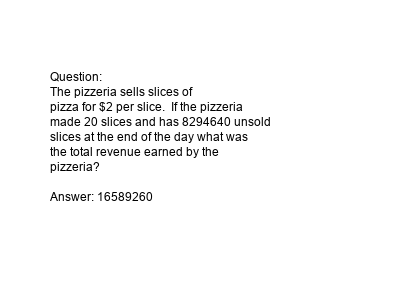 Question:
The pizzeria sells slices of
pizza for $2 per slice.  If the pizzeria
made 20 slices and has 8294640 unsold
slices at the end of the day what was
the total revenue earned by the
pizzeria?

Answer: 16589260